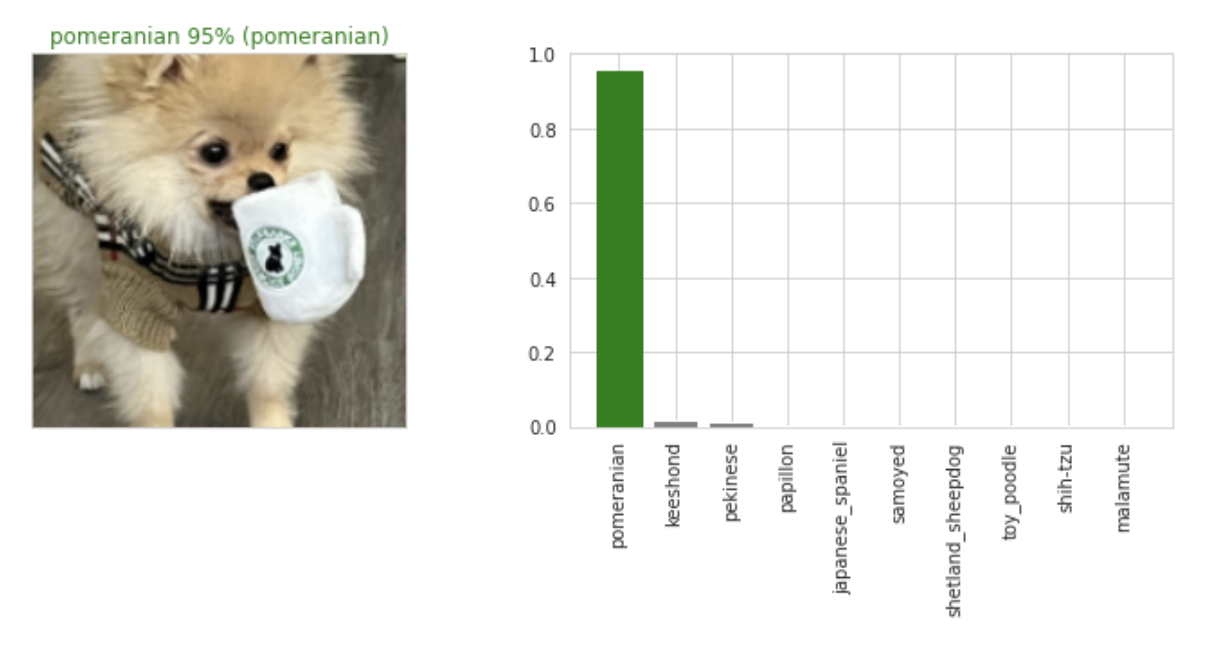 pomeranian 95% (pomeranian)
1.0
0.8
0.6
0.4
0.2
0.0
pomeranian
keeshond
pekinese
papillon
japanese_spaniel
samoyed
shetland_sheepdog
toy_poodle
shih-tzu
malamute